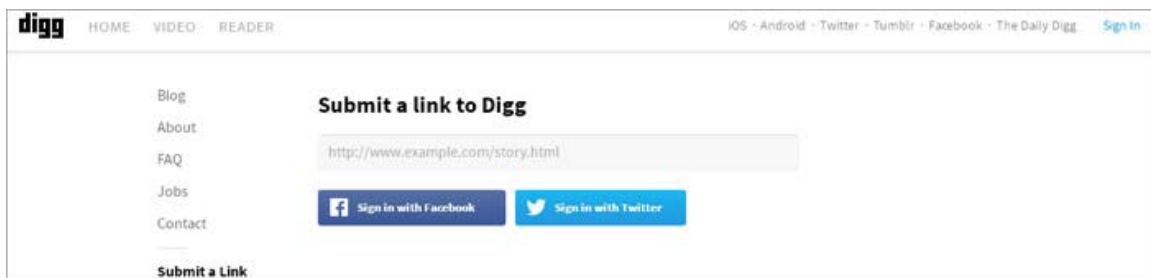 digg HOME VIDEO READER iOS - Android - Twitter - Tumblr - Facebook - The Daily Digg Sign In
Blog
About
FAQ
Jobs
Contact
Submit a Link
Submit a link to Digg
http://www.example.com/story.html
Sign in with Facebook Sign in with Twitter